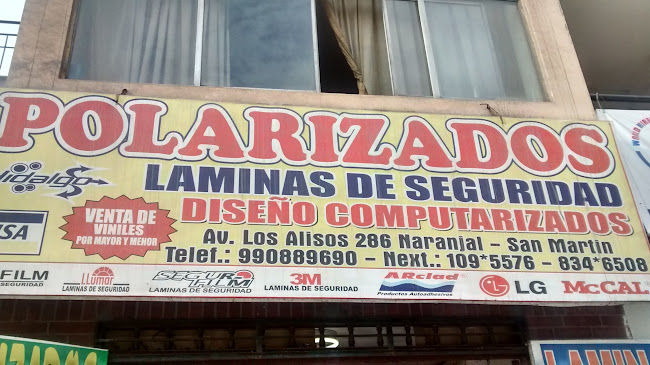 POLARIZADOS
LAMINAS DE SEGURIDAD
DISEÑO COMPUTARIZADOS
VENTA DE
VINILES
POR MAYOR Y MENOR
Av. Los Alisos 286 Naranjal - San Martin
Telef.: 990889690 - Next.: 109*5576 - 834*6508
FILM
SEGURIDAD
LLumar
LAMINAS DE SEGURIDAD
SEGUROFILM
LAMINAS DE SEGURIDAD
3M
LAMINAS DE SEGURIDAD
ARclad
Productos Autoadhesivos
LG
McCAL